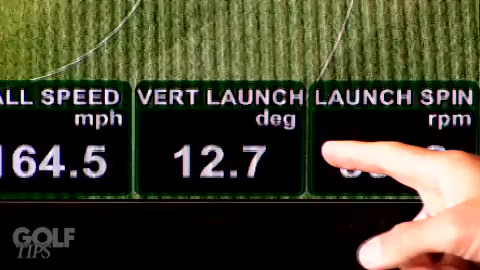 ALL SPEED
mph
164.5
VERT LAUNCH
deg
12.7
LAUNCH SPIN
rpm
GOLF
TIPS